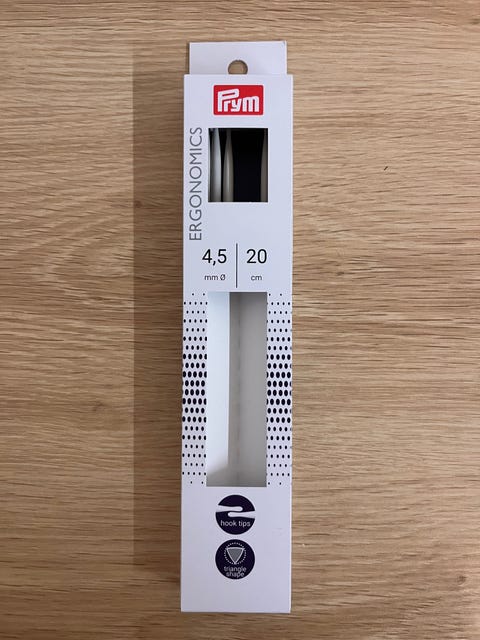 Prym
ERGONOMICS
4,5 20
mm Ø cm
hook tips
triangle
shape